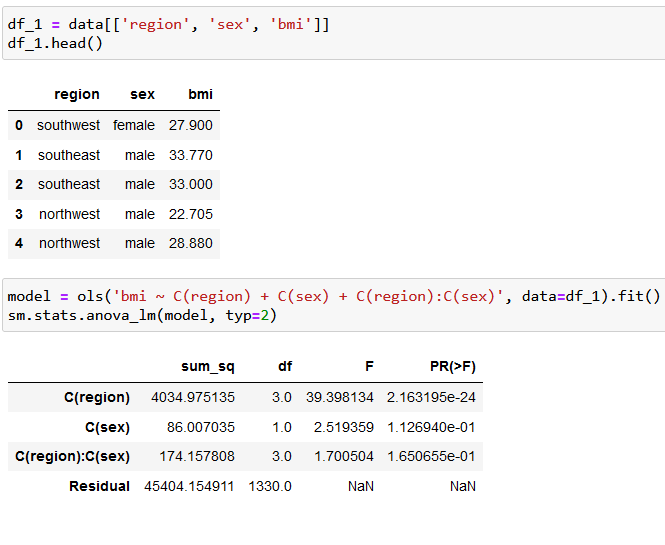 df_1 = data[['region', 'sex', 'bmi']]
df_1.head()
region sex bmi
0 southwest female 27.900
1 southeast male 33.770
2 southeast male 33.000
3 northwest male 22.705
4 northwest male 28.880
model = ols('bmi ~ C(region) + C(sex) + C(region):C(sex)', data=df_1).fit()
sm.stats.anova_lm(model, typ=2)
sum_sq df F PR(>F)
C(region) 4034.975135 3.0 39.398134 2.163195e-24
C(sex) 86.007035 1.0 2.519359 1.126940e-01
C(region):C(sex) 174.157808 3.0 1.700504 1.650655e-01
Residual 45404.154911 1330.0 NaN NaN